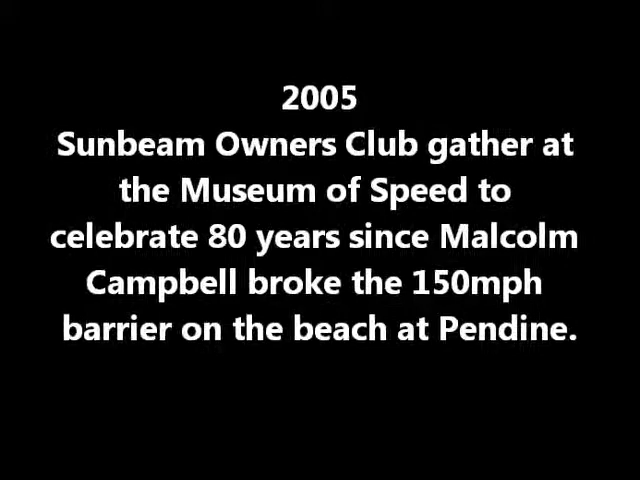 2005
Sunbeam Owners Club gather at
the Museum of Speed to
celebrate 80 years since Malcolm
Campbell broke the 150mph
barrier on the beach at Pendine.